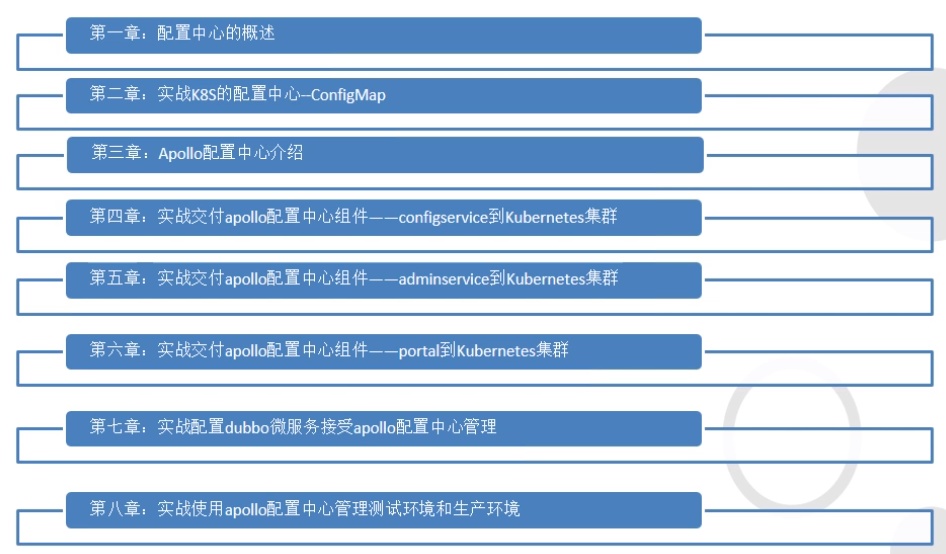 第一章：配置中心的概述
第二章：实战K8S的配置中心--ConfigMap
第三章：Apollo配置中心介绍
第四章：实战交付apollo配置中心组件——configservice到Kubernetes集群
第五章：实战交付apollo配置中心组件——adminservice到Kubernetes集群
第六章：实战交付apollo配置中心组件——portal到Kubernetes集群
第七章：实战配置dubbo微服务接受apollo配置中心管理
第八章：实战使用apollo配置中心管理测试环境和生产环境